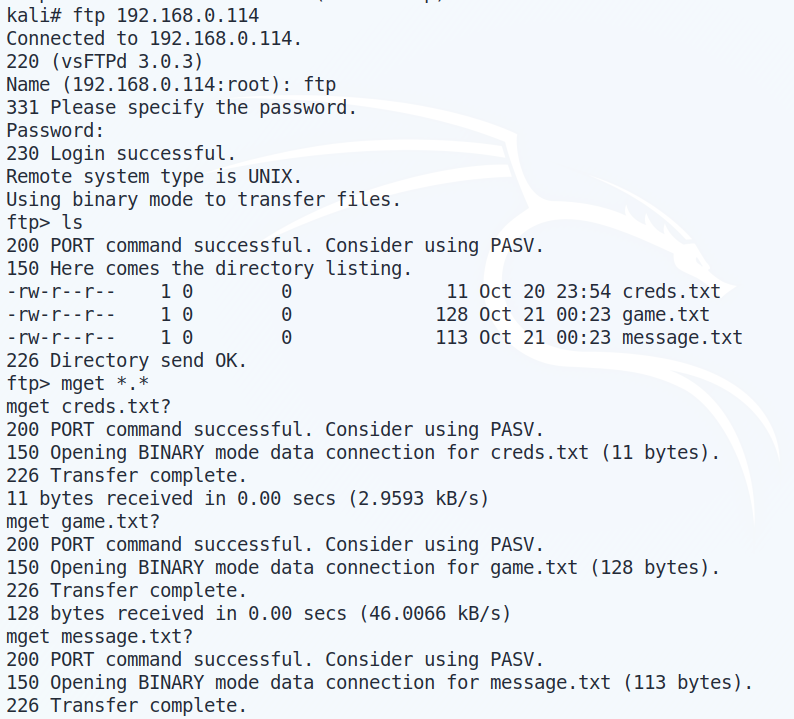 kali# ftp 192.168.0.114
Connected to 192.168.0.114.
220 (vsFTPd 3.0.3)
Name (192.168.0.114:root): ftp
331 Please specify the password.
Password:
230 Login successful.
Remote system type is UNIX.
Using binary mode to transfer files.
ftp> ls
200 PORT command successful. Consider using PASV.
150 Here comes the directory listing.
-rw-r--r--    1 0        0              11 Oct 20 23:54 creds.txt
-rw-r--r--    1 0        0             128 Oct 21 00:23 game.txt
-rw-r--r--    1 0        0             113 Oct 21 00:23 message.txt
226 Directory send OK.
ftp> mget *.*
mget creds.txt?
200 PORT command successful. Consider using PASV.
150 Opening BINARY mode data connection for creds.txt (11 bytes).
226 Transfer complete.
11 bytes received in 0.00 secs (2.9593 kB/s)
mget game.txt?
200 PORT command successful. Consider using PASV.
150 Opening BINARY mode data connection for game.txt (128 bytes).
226 Transfer complete.
128 bytes received in 0.00 secs (46.0066 kB/s)
mget message.txt?
200 PORT command successful. Consider using PASV.
150 Opening BINARY mode data connection for message.txt (113 bytes).
226 Transfer complete.